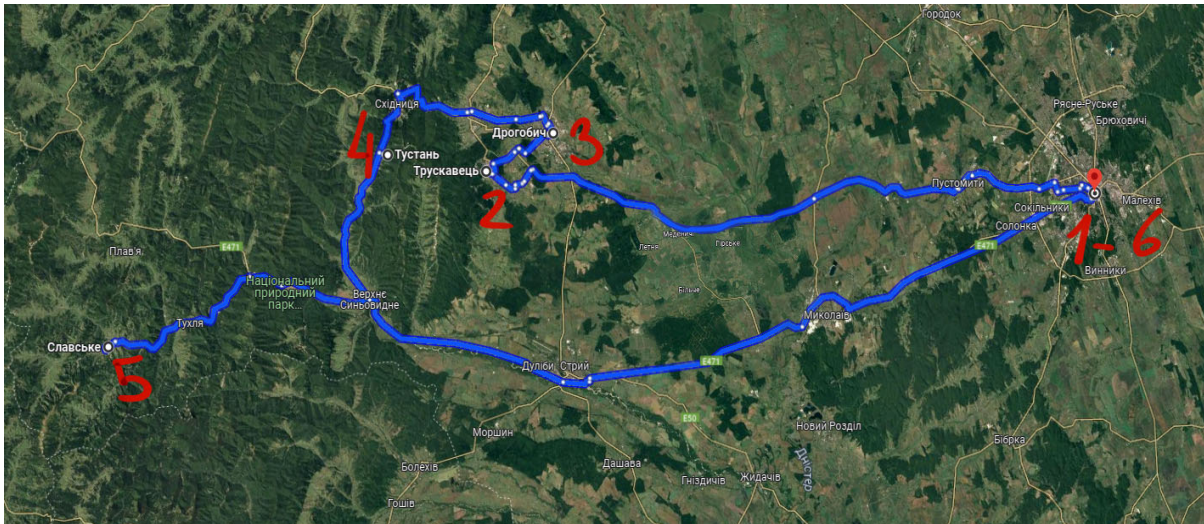 Городок
Рясне-Руське
Брюховичі
Східниця
Дрогобич
3
4
Тустань
Трускавець
2
Пустомити
Сокільники
Малехів
Солонка
1-6
Меденичі
Летня
Гірське
E471
Плав'я
E471
Винники
Національний
природний
парк...
Більче
Верхнє
Синьовидне
Тухля
Миколаїв
Славське
5
Дуліби
Стрий
E471
E50
Моршин
Новий Розділ
Бібрка
Дністер
Болехів
Дашава
Гніздичів
Жидачів
Гошів